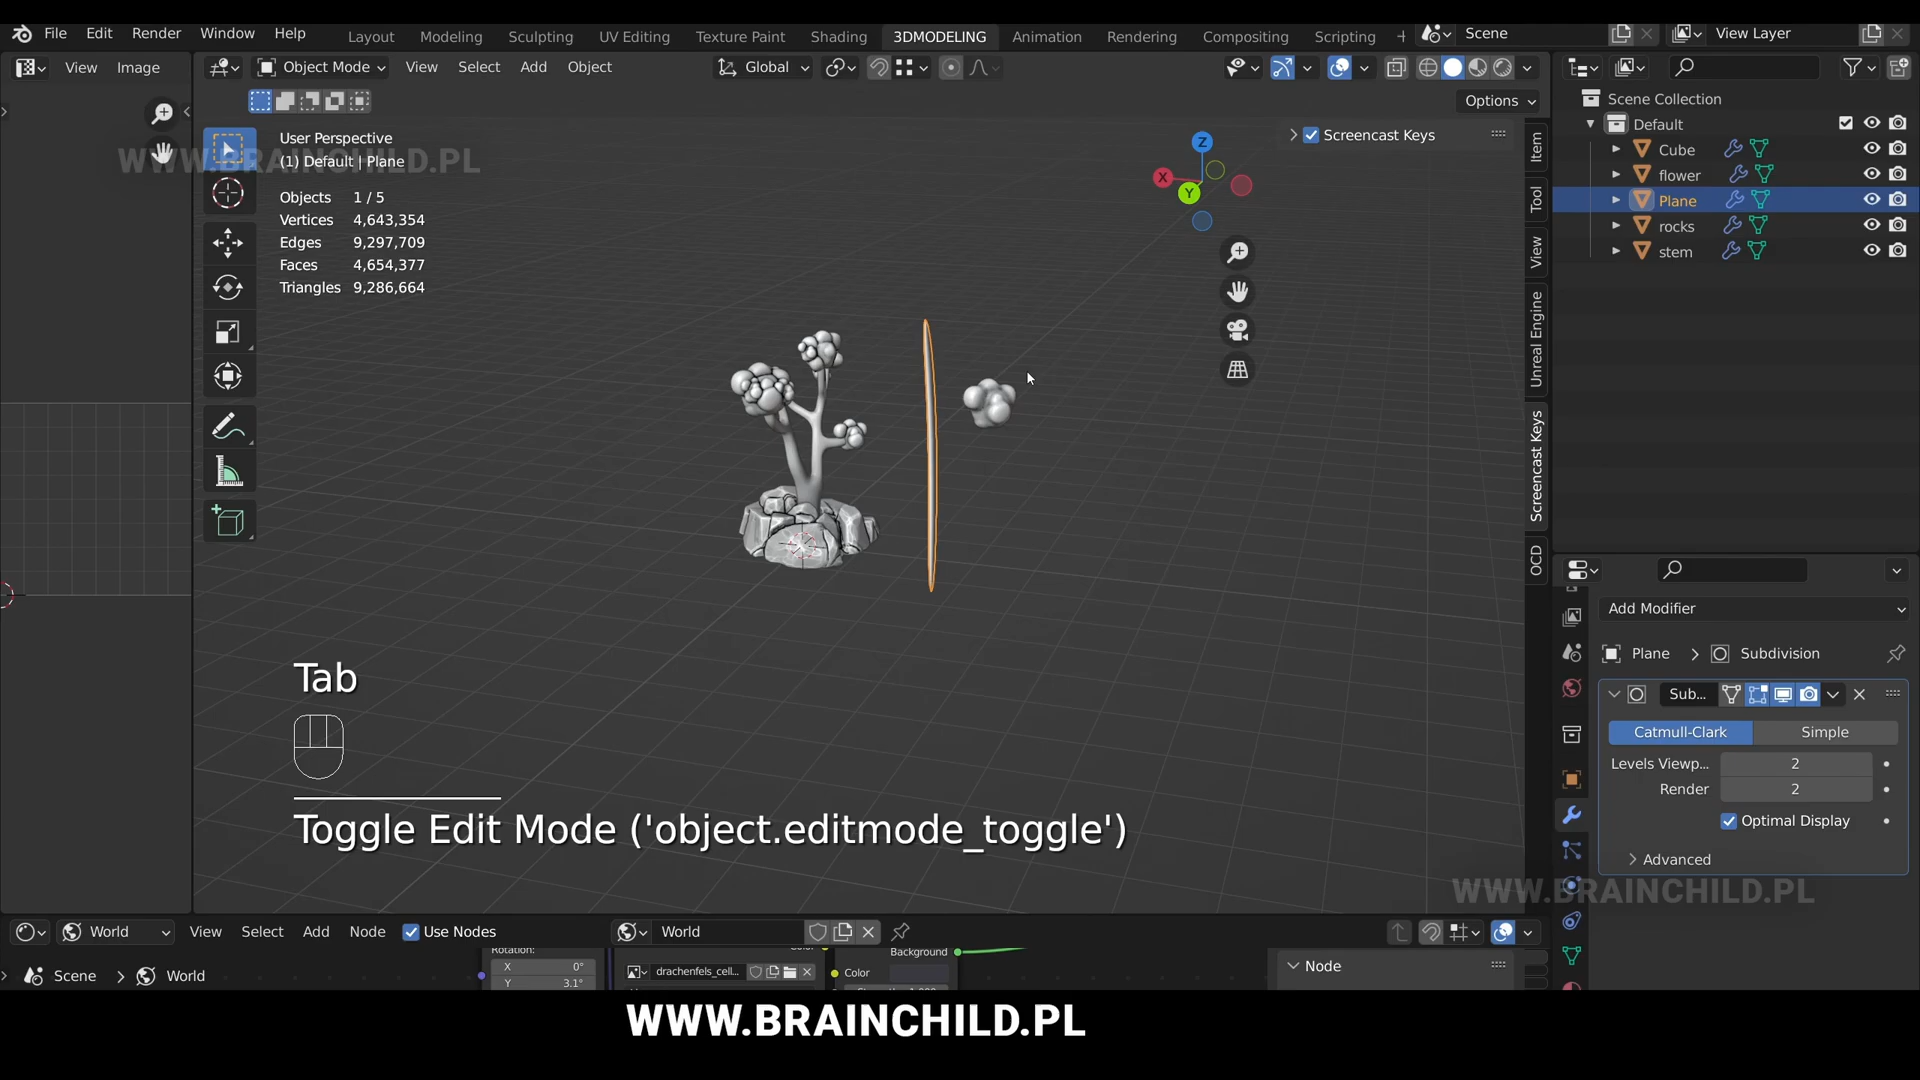 File Edit Render Window Help
Layout Modeling Sculpting UV Editing Texture Paint Shading 3DMODELING Animation Rendering Compositing Scripting +
Scene
View Layer
View Image
Object Mode View Select Add Object
Global
Options
User Perspective
(1) Default | Plane
Objects 1 / 5
Vertices 4,643,354
Edges 9,297,709
Faces 4,654,377
Triangles 9,286,664
WWW.BRAINCHILD.PL
Screencast Keys
Z
X
Y
Item
Tool
View
Unreal Engine
Screencast Keys
OCD
Scene Collection
Default
Cube
flower
Plane
rocks
stem
Add Modifier
Plane > Subdivision
Sub...
Catmull-Clark Simple
Levels Viewp... 2
Render 2
Optimal Display
Advanced
WWW.BRAINCHILD.PL
Tab
Toggle Edit Mode ('object.editmode_toggle')
World View Select Add Node Use Nodes
World
Scene > World
Rotation:
X 0°
Y 3.1°
drachenfels_cell...
Background
Color
Node
WWW.BRAINCHILD.PL